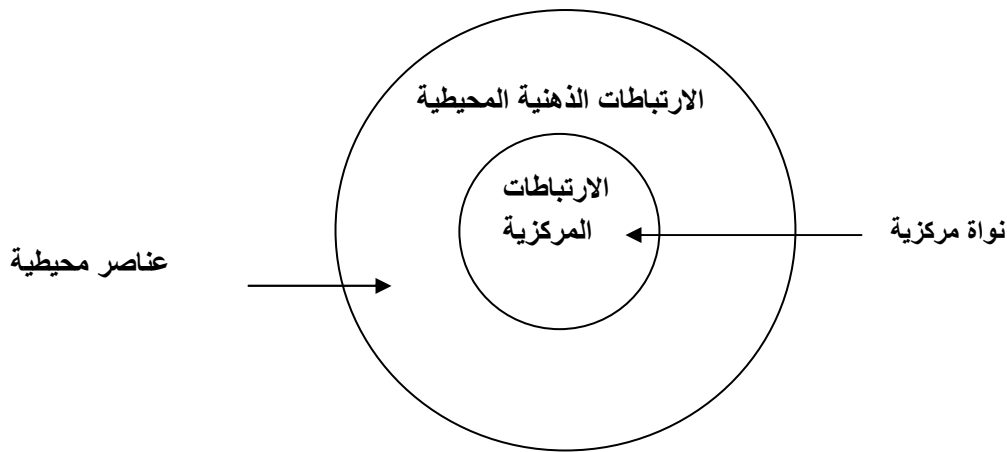 الارتباطات الذهنية المحيطية
الارتباطات
المركزية
نواة مركزية
عناصر محيطية